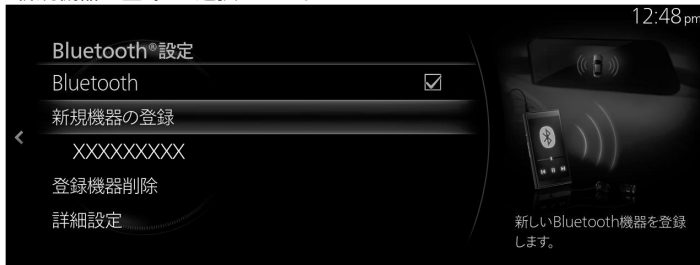 12:48 pm
Bluetooth®設定
Bluetooth
新規機器の登録
XXXXXXXXX
登録機器削除
詳細設定
新しいBluetooth機器を登録
します。